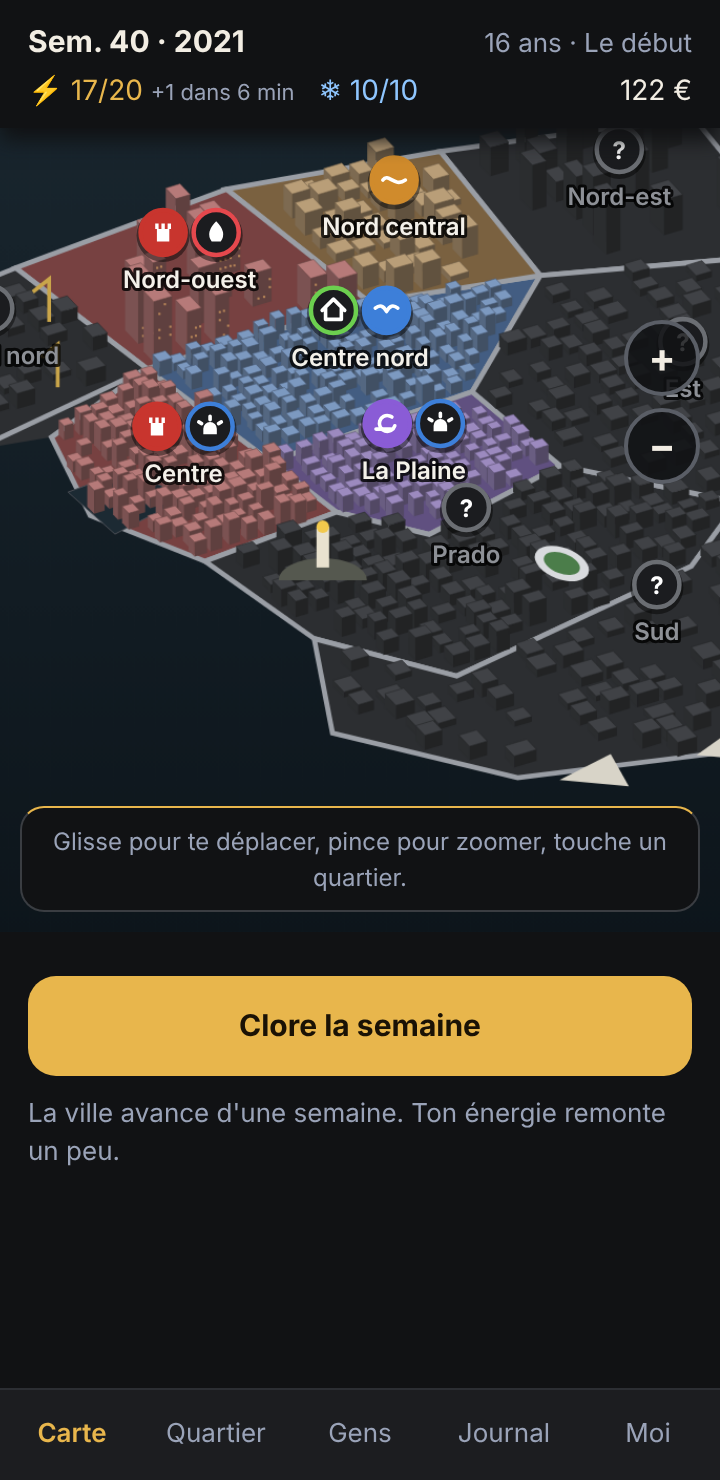 Sem. 40 · 2021
16 ans · Le début
⚡ 17/20 +1 dans 6 min ❄ 10/10
122 €
?
Nord-est
Nord central
Nord-ouest
nord
Centre nord
?
+
Est
−
Centre
La Plaine
?
Prado
?
Sud
Glisse pour te déplacer, pince pour zoomer, touche un
quartier.
Clore la semaine
La ville avance d'une semaine. Ton énergie remonte
un peu.
Carte
Quartier
Gens
Journal
Moi